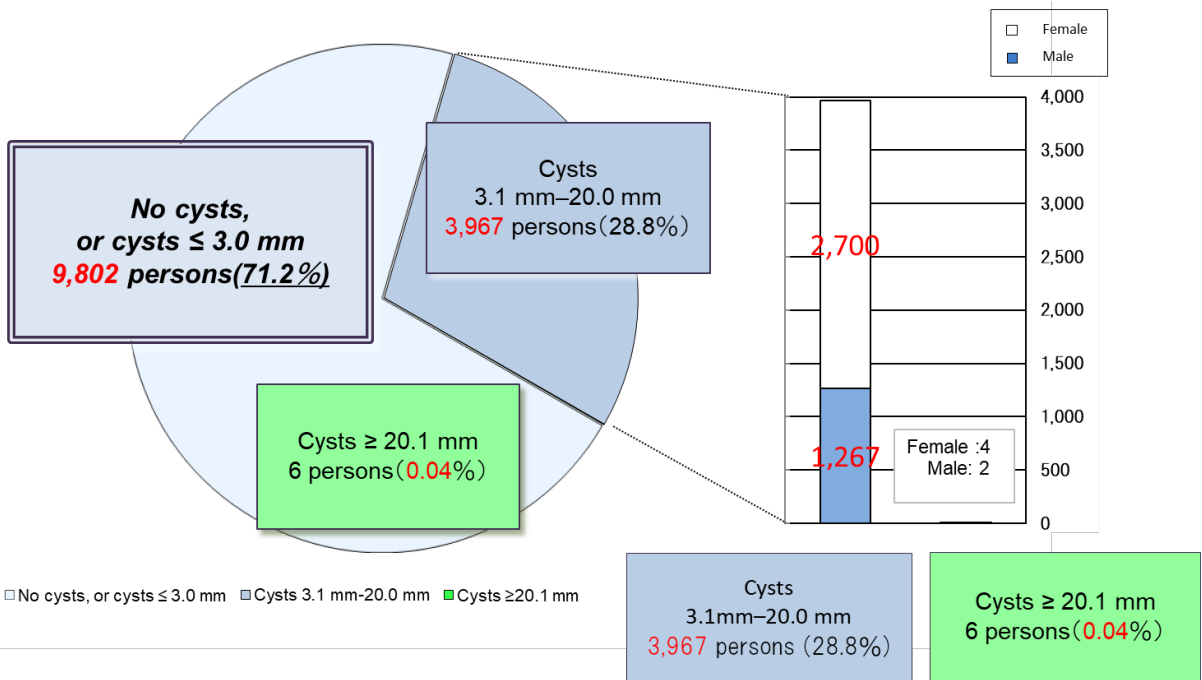 Female
Male
No cysts,
or cysts ≤ 3.0 mm
9,802 persons(71.2%)
Cysts
3.1 mm–20.0 mm
3,967 persons(28.8%)
Cysts ≥ 20.1 mm
6 persons(0.04%)
4,000
3,500
3,000
2,500
2,000
1,500
1,000
500
0
2,700
1,267
Female :4
Male: 2
No cysts, or cysts ≤ 3.0 mm
Cysts 3.1 mm-20.0 mm
Cysts ≥20.1 mm
Cysts
3.1mm–20.0 mm
3,967 persons (28.8%)
Cysts ≥ 20.1 mm
6 persons(0.04%)